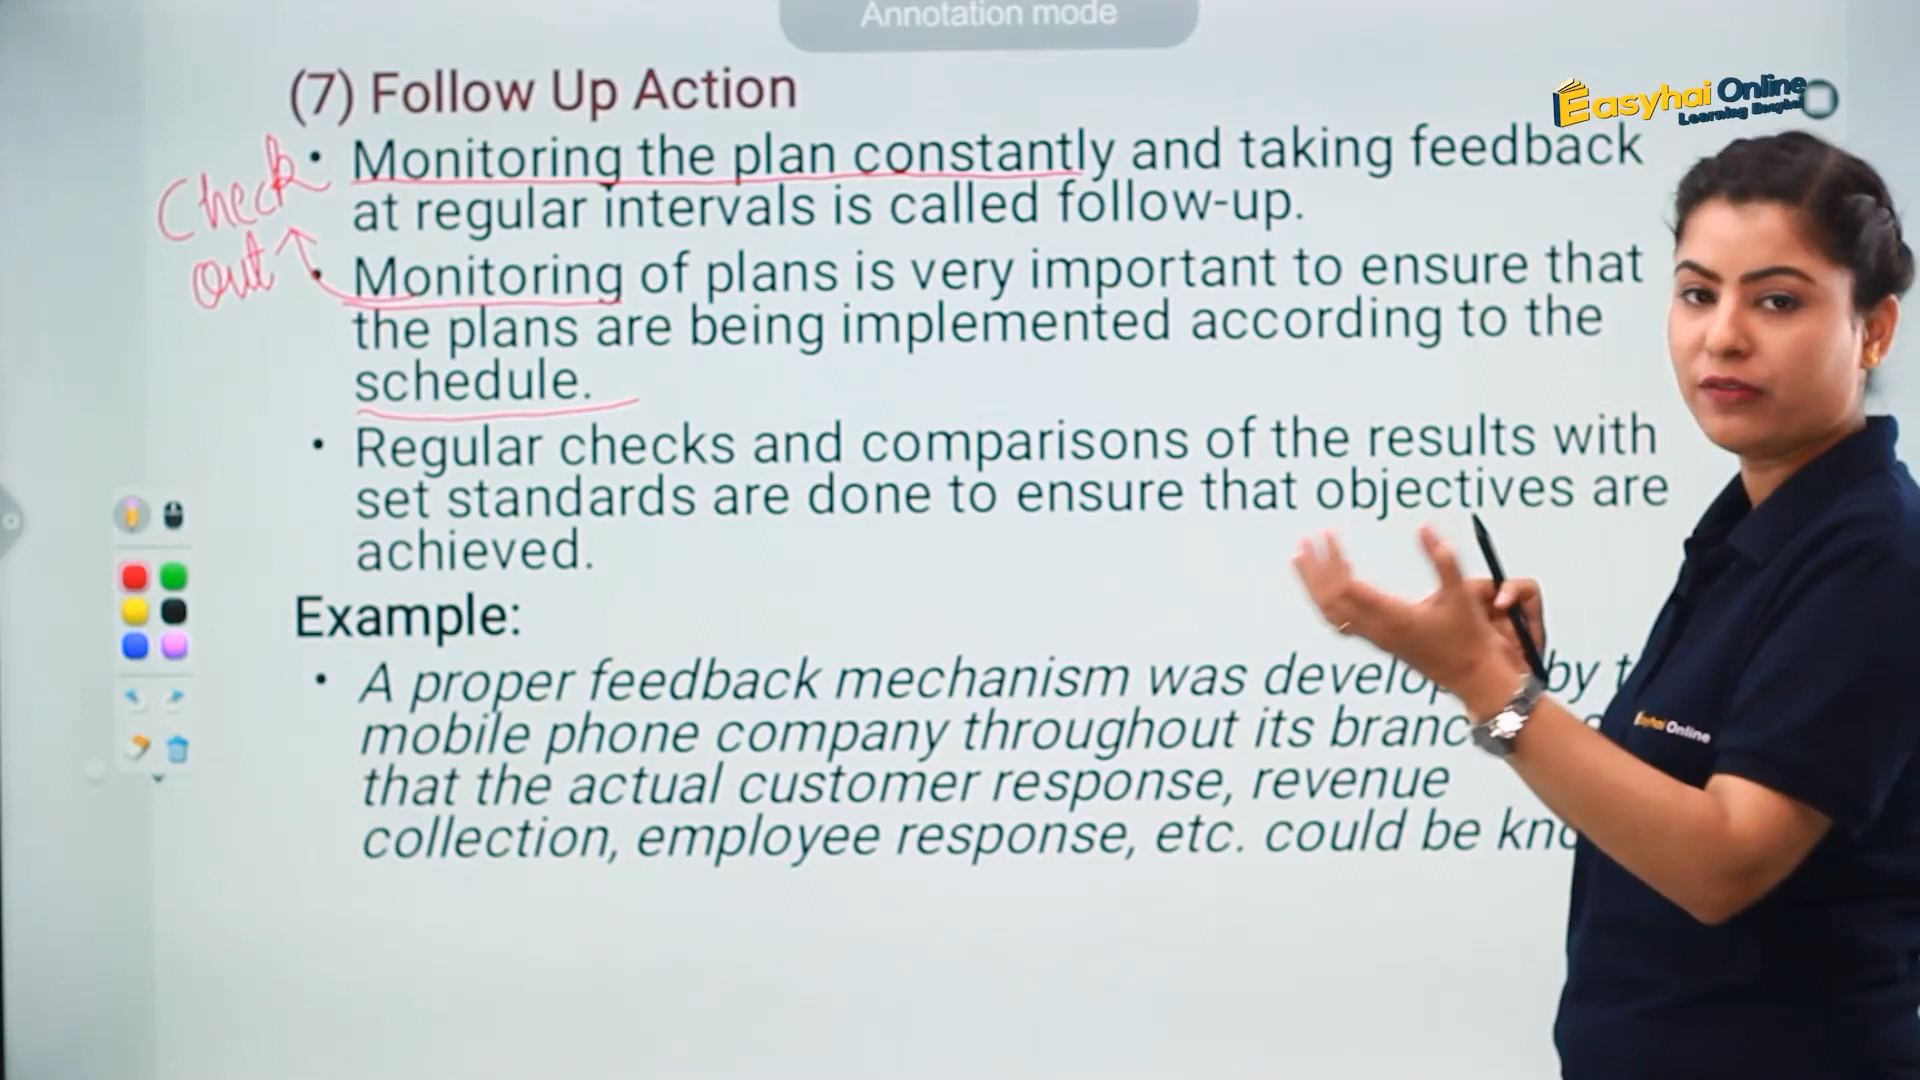 Annotation mode
(7) Follow Up Action
Easyhai Online
Learning
Check
out
• Monitoring the plan constantly and taking feedback
at regular intervals is called follow-up.
• Monitoring of plans is very important to ensure that
the plans are being implemented according to the
schedule.
• Regular checks and comparisons of the results with
set standards are done to ensure that objectives are
achieved.
Example:
• A proper feedback mechanism was by
mobile phone company throughout its
that the actual customer response, revenue
collection, employee response, etc. could be
Easyhai Online